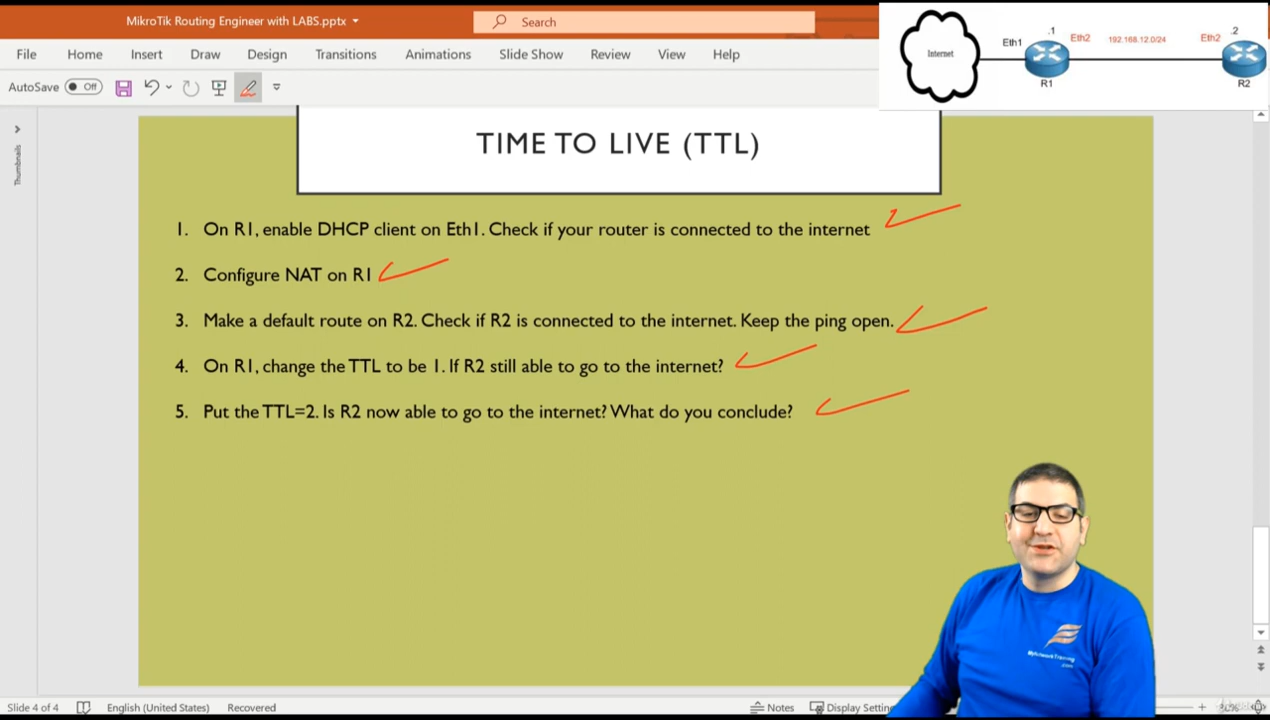 MikroTik Routing Engineer with LABS.pptx
Search
File Home Insert Draw Design Transitions Animations Slide Show Review View Help
AutoSave Off
Internet
Eth1
.1
Eth2
192.168.12.0/24
Eth2
.2
R1
R2
Thumbnails
TIME TO LIVE (TTL)
1. On R1, enable DHCP client on Eth1. Check if your router is connected to the internet
2. Configure NAT on R1
3. Make a default route on R2. Check if R2 is connected to the internet. Keep the ping open.
4. On R1, change the TTL to be 1. If R2 still able to go to the internet?
5. Put the TTL=2. Is R2 now able to go to the internet? What do you conclude?
MyNetworkTraining
.com
Slide 4 of 4 English (United States) Recovered Notes Display Settin